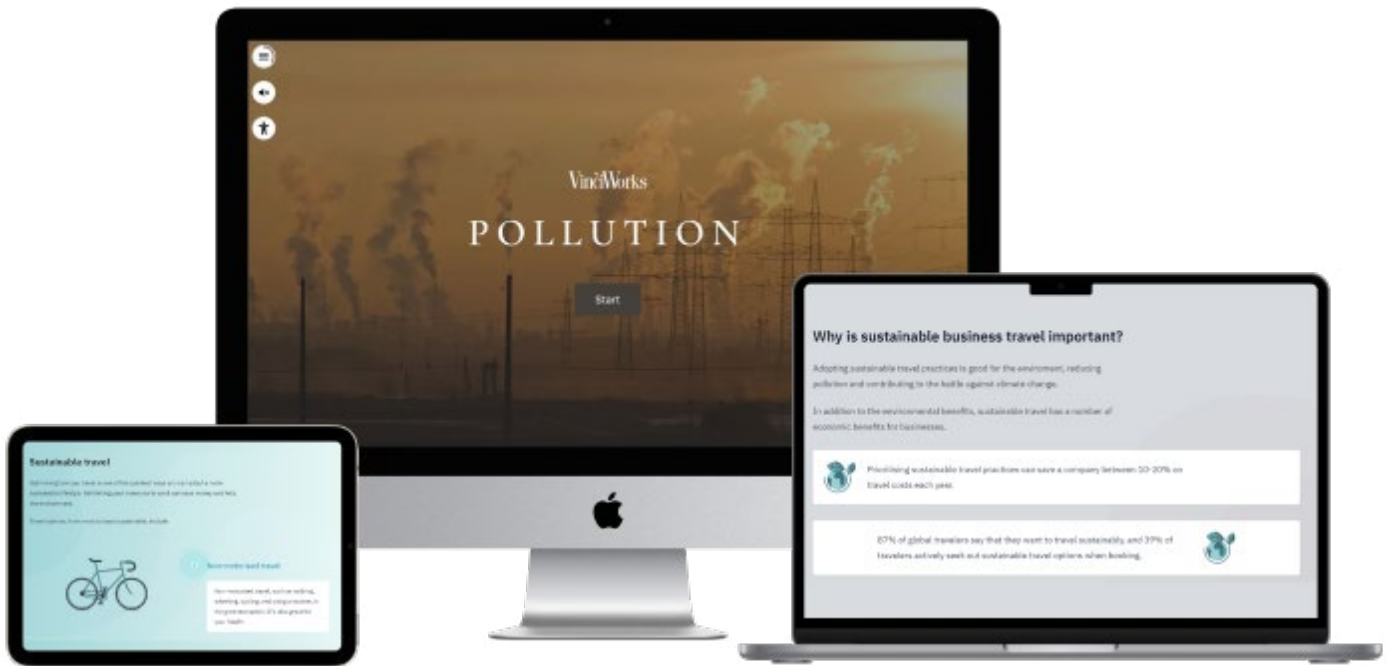 VinciWorks
POLLUTION
Start
Why is sustainable business travel important?
Adopting sustainable travel practices is good for the enviroment, reducing
pollution and contributing to the battle against climate change.
In addition to the environmental benefits, sustainable travel has a number of
economic benefits for businesses.
Prioritising sustainable travel practices can save a company between 10-20% on
travel costs each year.
87% of global travelers say that they want to travel sustainably, and 39% of
travelers actively seek out sustainable travel options when booking.
Sustainable travel
Non-motorised travel